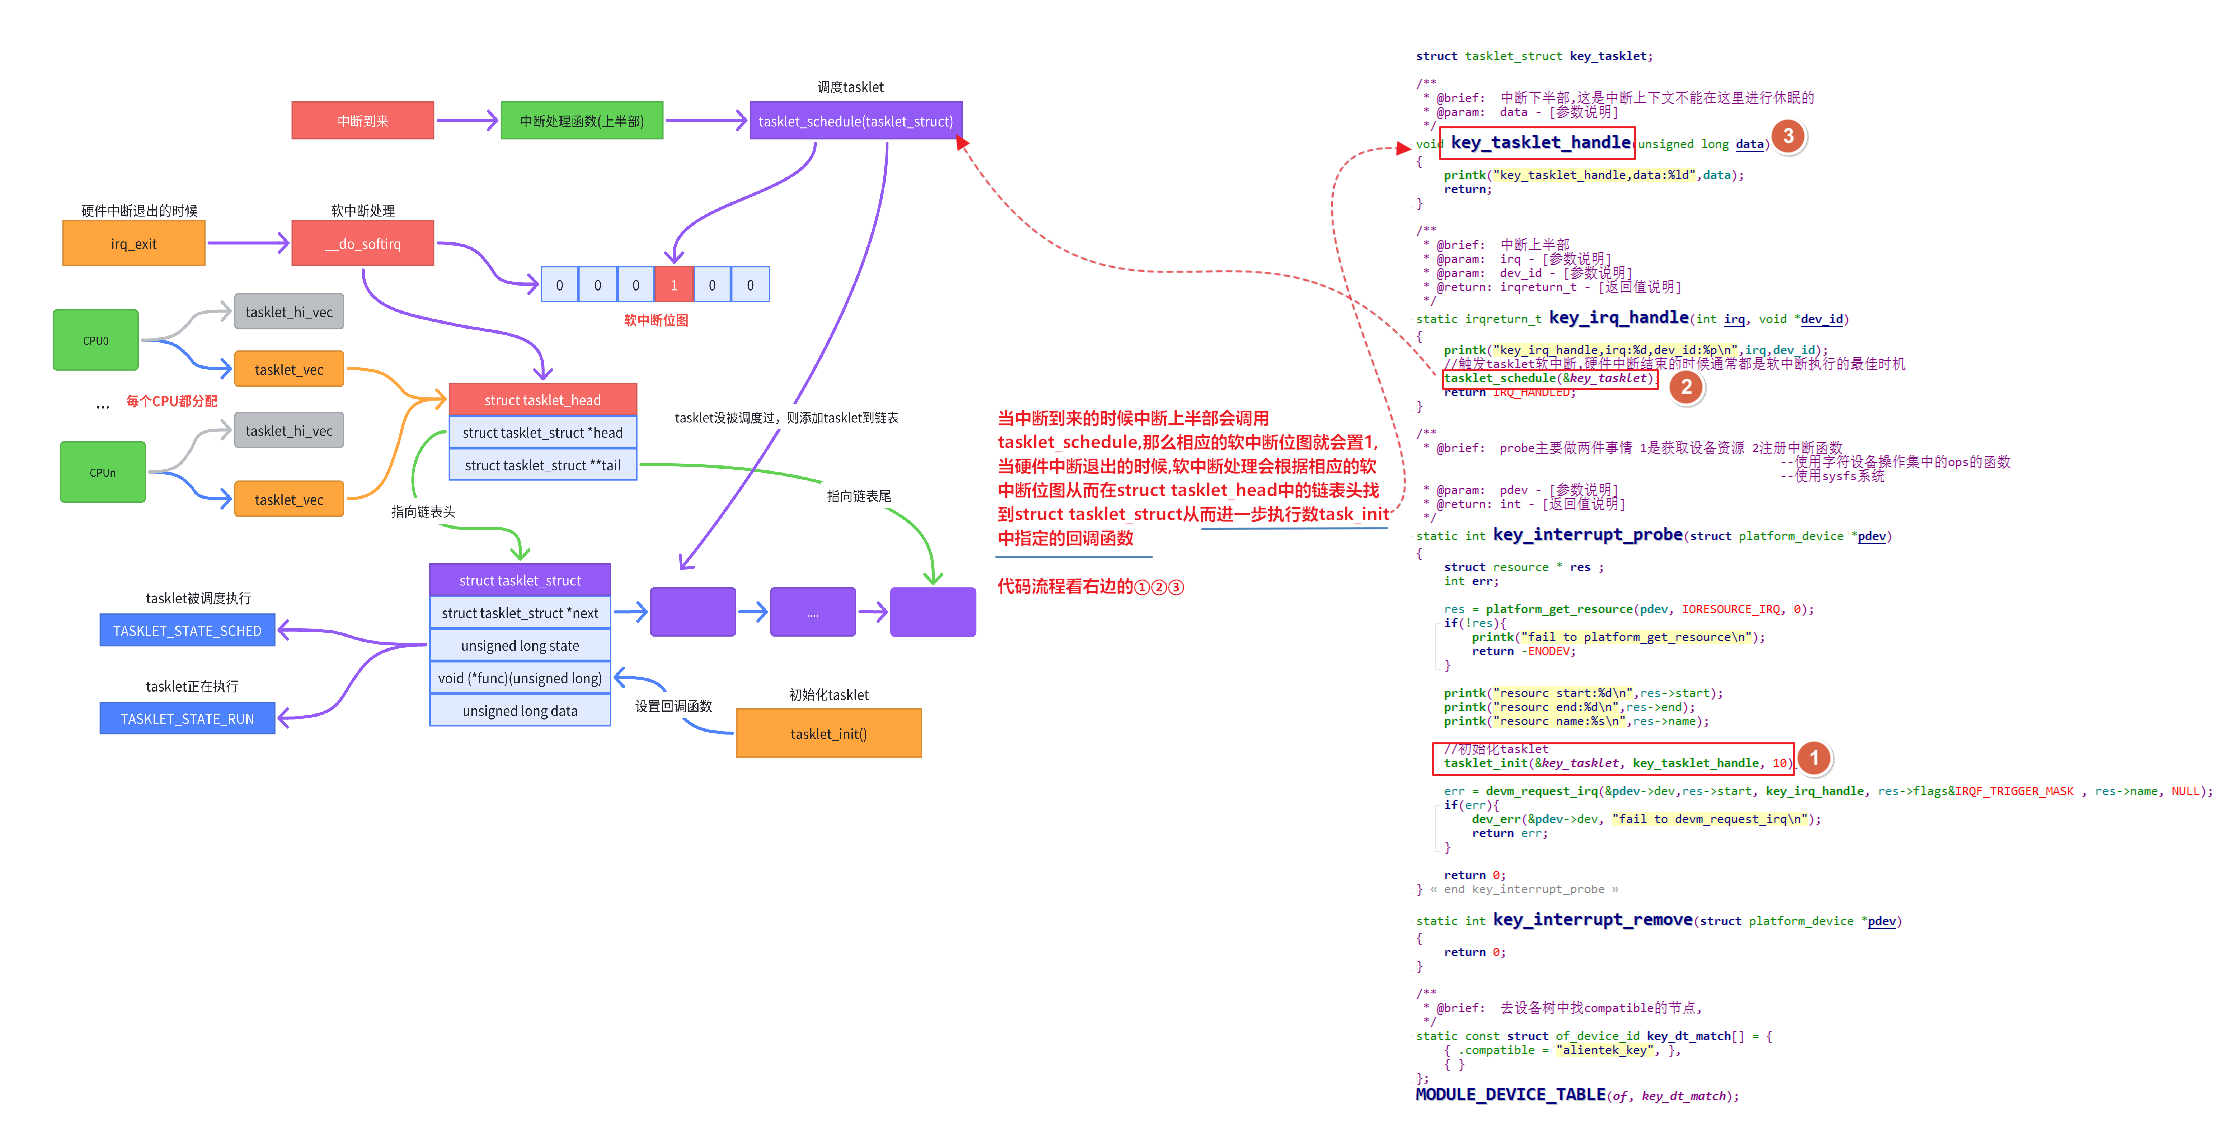 调度tasklet
中断到来
中断处理函数(上半部)
tasklet_schedule(tasklet_struct)
硬件中断退出的时候
软中断处理
irq_exit
__do_softirq
0 0 0 1 0 0
软中断位图
tasklet_hi_vec
CPU0
tasklet_vec
... 每个CPU都分配
tasklet_hi_vec
CPUn
tasklet_vec
struct tasklet_head
struct tasklet_struct *head
struct tasklet_struct **tail
tasklet没被调度过，则添加tasklet到链表
指向链表头
指向链表尾
struct tasklet_struct
struct tasklet_struct *next
unsigned long state
void (*func)(unsigned long)
unsigned long data
....
tasklet被调度执行
TASKLET_STATE_SCHED
tasklet正在执行
TASKLET_STATE_RUN
设置回调函数
初始化tasklet
tasklet_init()
当中断到来的时候中断上半部会调用
tasklet_schedule,那么相应的软中断位图就会置1,
当硬件中断退出的时候,软中断处理会根据相应的软
中断位图从而在struct tasklet_head中的链表头找
到struct tasklet_struct从而进一步执行数task_init
中指定的回调函数
代码流程看右边的①②③
struct tasklet_struct key_tasklet;
/**
 * @brief:  中断下半部,这是中断上下文不能在这里进行休眠的
 * @param:  data - [参数说明]
 */
void key_tasklet_handle(unsigned long data)
3
{
    printk("key_tasklet_handle,data:%ld",data);
    return;
}
/**
 * @brief:  中断上半部
 * @param:  irq - [参数说明]
 * @param:  dev_id - [参数说明]
 * @return: irqreturn_t - [返回值说明]
 */
static irqreturn_t key_irq_handle(int irq, void *dev_id)
{
    printk("key_irq_handle,irq:%d,dev_id:%p\n",irq,dev_id);
    //触发tasklet软中断,硬件中断结束的时候通常都是软中断执行的最佳时机
    tasklet_schedule(&key_tasklet)
2
    return IRQ_HANDLED;
}
/**
 * @brief:  probe主要做两件事情 1是获取设备资源 2注册中断函数
--使用字符设备操作集中的ops的函数
--使用sysfs系统
 * @param:  pdev - [参数说明]
 * @return: int - [返回值说明]
 */
static int key_interrupt_probe(struct platform_device *pdev)
{
    struct resource * res ;
    int err;
    res = platform_get_resource(pdev, IORESOURCE_IRQ, 0);
    if(!res){
        printk("fail to platform_get_resource\n");
        return -ENODEV;
    }
    printk("resourc start:%d\n",res->start);
    printk("resourc end:%d\n",res->end);
    printk("resourc name:%s\n",res->name);
    //初始化tasklet
    tasklet_init(&key_tasklet, key_tasklet_handle, 10)
1
    err = devm_request_irq(&pdev->dev,res->start, key_irq_handle, res->flags&IRQF_TRIGGER_MASK , res->name, NULL);
    if(err){
        dev_err(&pdev->dev, "fail to devm_request_irq\n");
        return err;
    }
    return 0;
} « end key_interrupt_probe »
static int key_interrupt_remove(struct platform_device *pdev)
{
    return 0;
}
/**
 * @brief:  去设备树中找compatible的节点,
 */
static const struct of_device_id key_dt_match[] = {
    { .compatible = "alientek_key", },
    { }
};
MODULE_DEVICE_TABLE(of, key_dt_match);